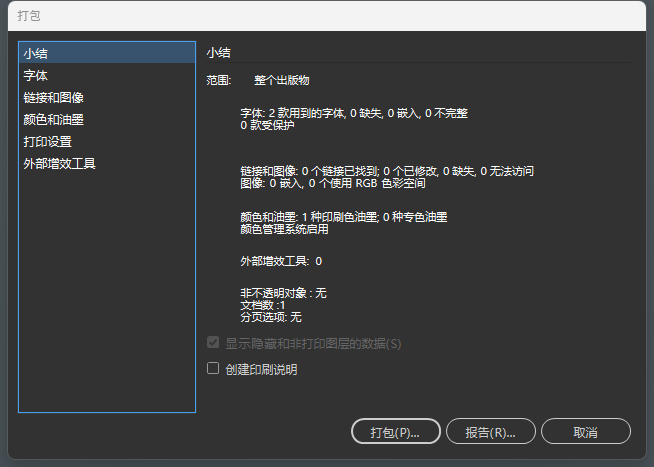 打包
小结
字体
链接和图像
颜色和油墨
打印设置
外部增效工具
小结
范围: 整个出版物
字体: 2 款用到的字体, 0 缺失, 0 嵌入, 0 不完整
0 款受保护
链接和图像: 0 个链接已找到; 0 个已修改, 0 缺失, 0 无法访问
图像: 0 嵌入, 0 个使用 RGB 色彩空间
颜色和油墨: 1 种印刷色油墨; 0 种专色油墨
颜色管理系统启用
外部增效工具: 0
非不透明对象 : 无
文档数 :1
分页选项: 无
显示隐藏和非打印图层的数据(S)
创建印刷说明
打包(P)...
报告(R)...
取消